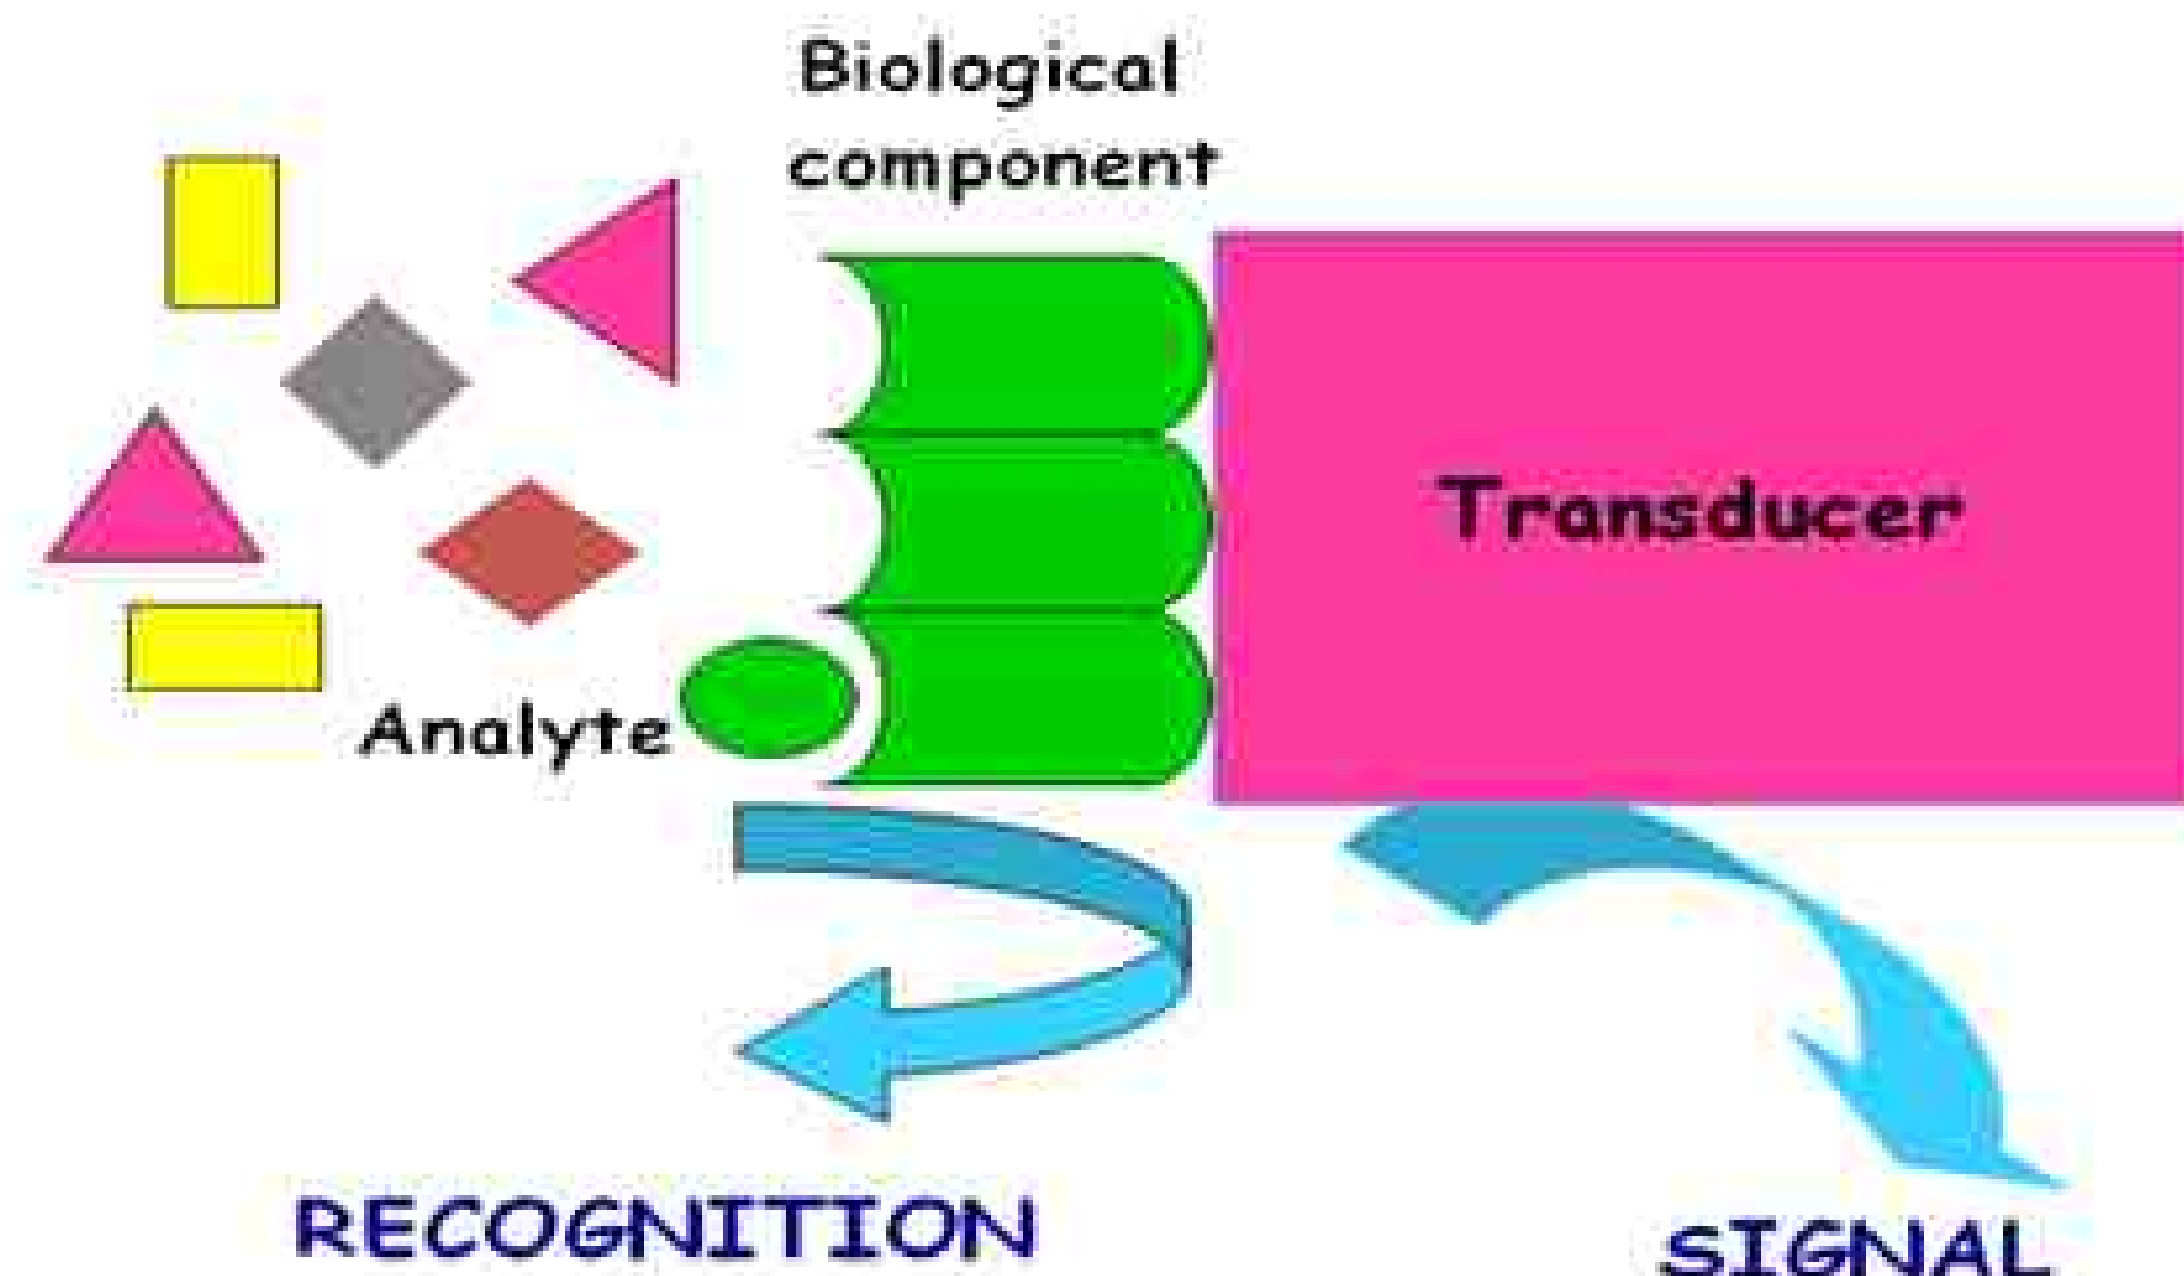 Biological
component
Transducer
Analyte
RECOGNITION
SIGNAL